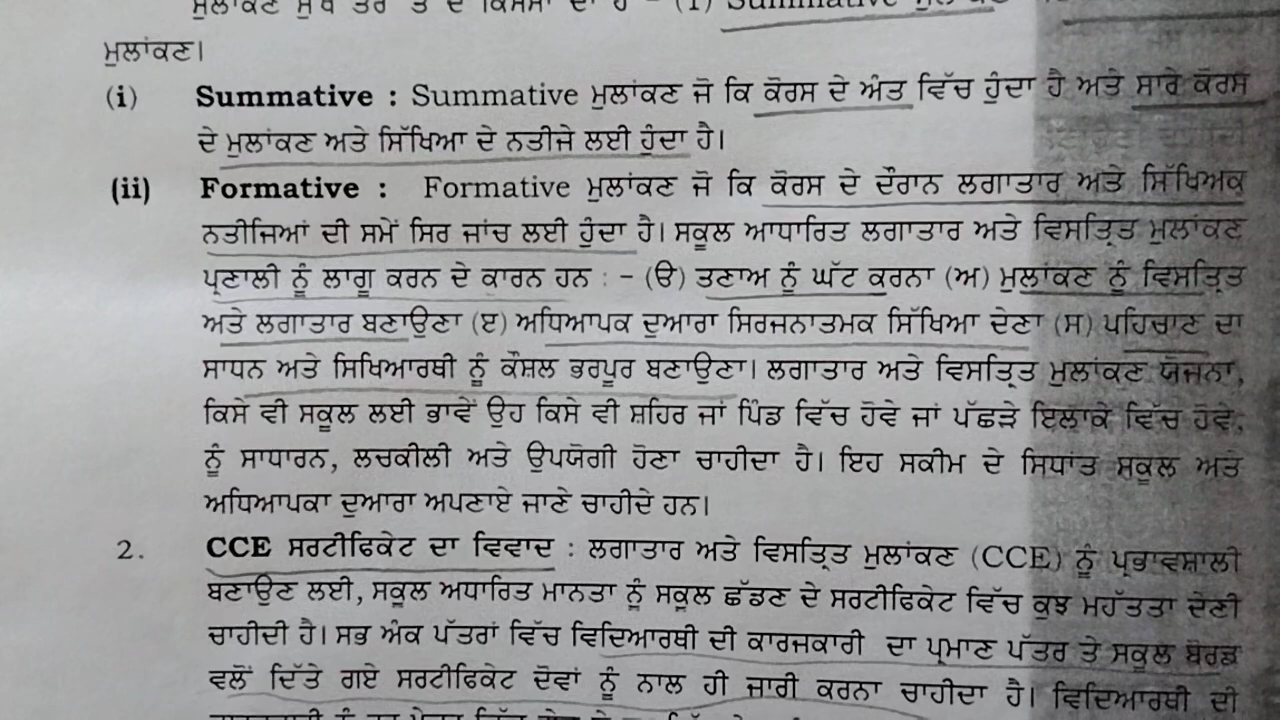 ਮੁਲਾਂਕਣ ਮੁੱਖ ਤੌਰ ਤੇ ਦੋ ਕਿਸਮਾਂ ਦਾ ਹੈ – (1) Summative
ਮੁਲਾਂਕਣ।
(i) Summative : Summative ਮੁਲਾਂਕਣ ਜੋ ਕਿ ਕੋਰਸ ਦੇ ਅੰਤ ਵਿੱਚ ਹੁੰਦਾ ਹੈ ਅਤੇ ਸਾਰੇ ਕੋਰਸ
ਦੇ ਮੁਲਾਂਕਣ ਅਤੇ ਸਿੱਖਿਆ ਦੇ ਨਤੀਜੇ ਲਈ ਹੁੰਦਾ ਹੈ।
(ii) Formative : Formative ਮੁਲਾਂਕਣ ਜੋ ਕਿ ਕੋਰਸ ਦੇ ਦੌਰਾਨ ਲਗਾਤਾਰ ਅਤੇ ਸਿੱਖਿਅਕ
ਨਤੀਜਿਆਂ ਦੀ ਸਮੇਂ ਸਿਰ ਜਾਂਚ ਲਈ ਹੁੰਦਾ ਹੈ। ਸਕੂਲ ਆਧਾਰਿਤ ਲਗਾਤਾਰ ਅਤੇ ਵਿਸਤ੍ਰਿਤ ਮੁਲਾਂਕਣ
ਪ੍ਰਣਾਲੀ ਨੂੰ ਲਾਗੂ ਕਰਨ ਦੇ ਕਾਰਨ ਹਨ : – (ੳ) ਤਣਾਅ ਨੂੰ ਘੱਟ ਕਰਨਾ (ਅ) ਮੁਲਾਂਕਣ ਨੂੰ ਵਿਸਤ੍ਰਿਤ
ਅਤੇ ਲਗਾਤਾਰ ਬਣਾਉਣਾ (ੲ) ਅਧਿਆਪਕ ਦੁਆਰਾ ਸਿਰਜਨਾਤਮਕ ਸਿੱਖਿਆ ਦੇਣਾ (ਸ) ਪਹਿਚਾਣ ਦਾ
ਸਾਧਨ ਅਤੇ ਸਿਖਿਆਰਥੀ ਨੂੰ ਕੌਸ਼ਲ ਭਰਪੂਰ ਬਣਾਉਣਾ। ਲਗਾਤਾਰ ਅਤੇ ਵਿਸਤ੍ਰਿਤ ਮੁਲਾਂਕਣ ਯੋਜਨਾ,
ਕਿਸੇ ਵੀ ਸਕੂਲ ਲਈ ਭਾਵੇਂ ਉਹ ਕਿਸੇ ਵੀ ਸ਼ਹਿਰ ਜਾਂ ਪਿੰਡ ਵਿੱਚ ਹੋਵੇ ਜਾਂ ਪੱਛੜੇ ਇਲਾਕੇ ਵਿੱਚ ਹੋਵੇ,
ਨੂੰ ਸਾਧਾਰਨ, ਲਚਕੀਲੀ ਅਤੇ ਉਪਯੋਗੀ ਹੋਣਾ ਚਾਹੀਦਾ ਹੈ। ਇਹ ਸਕੀਮ ਦੇ ਸਿਧਾਂਤ ਸਕੂਲ ਅਤੇ
ਅਧਿਆਪਕਾ ਦੁਆਰਾ ਅਪਣਾਏ ਜਾਣੇ ਚਾਹੀਦੇ ਹਨ।
2. CCE ਸਰਟੀਫਿਕੇਟ ਦਾ ਵਿਵਾਦ : ਲਗਾਤਾਰ ਅਤੇ ਵਿਸਤ੍ਰਿਤ ਮੁਲਾਂਕਣ (CCE) ਨੂੰ ਪ੍ਰਭਾਵਸ਼ਾਲੀ
ਬਣਾਉਣ ਲਈ, ਸਕੂਲ ਅਧਾਰਿਤ ਮਾਨਤਾ ਨੂੰ ਸਕੂਲ ਛੱਡਣ ਦੇ ਸਰਟੀਫਿਕੇਟ ਵਿੱਚ ਕੁਝ ਮਹੱਤਤਾ ਦੇਣੀ
ਚਾਹੀਦੀ ਹੈ। ਸਭ ਅੰਕ ਪੱਤਰਾਂ ਵਿੱਚ ਵਿਦਿਆਰਥੀ ਦੀ ਕਾਰਜਕਾਰੀ ਦਾ ਪ੍ਰਮਾਣ ਪੱਤਰ ਤੇ ਸਕੂਲ ਬੋਰਡ
ਵਲੋਂ ਦਿੱਤੇ ਗਏ ਸਰਟੀਫਿਕੇਟ ਦੋਵਾਂ ਨੂੰ ਨਾਲ ਹੀ ਜਾਰੀ ਕਰਨਾ ਚਾਹੀਦਾ ਹੈ। ਵਿਦਿਆਰਥੀ ਦੀ